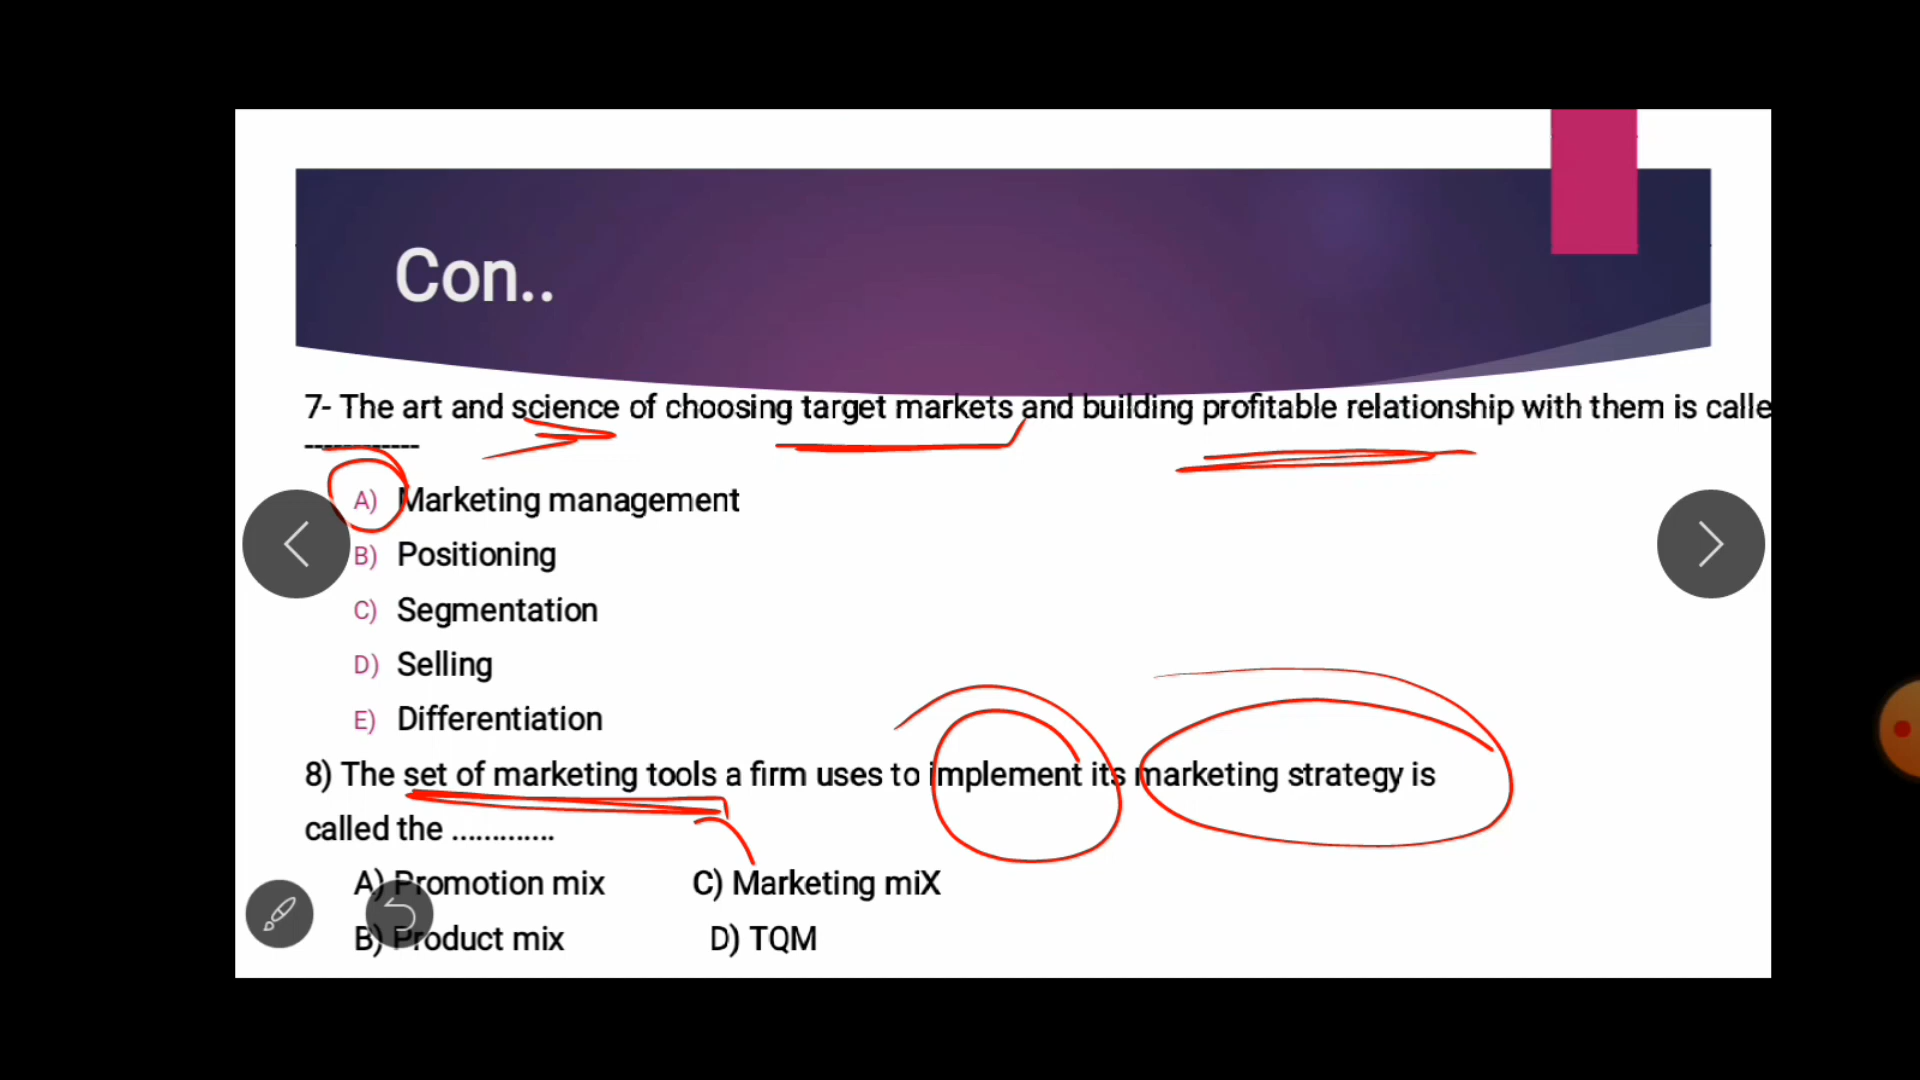 Con..
7- The art and science of choosing target markets and building profitable relationship with them is calle
------------
A) Marketing management
B) Positioning
C) Segmentation
D) Selling
E) Differentiation
8) The set of marketing tools a firm uses to implement its marketing strategy is
called the .............
A) Promotion mix C) Marketing miX
B) Product mix D) TQM